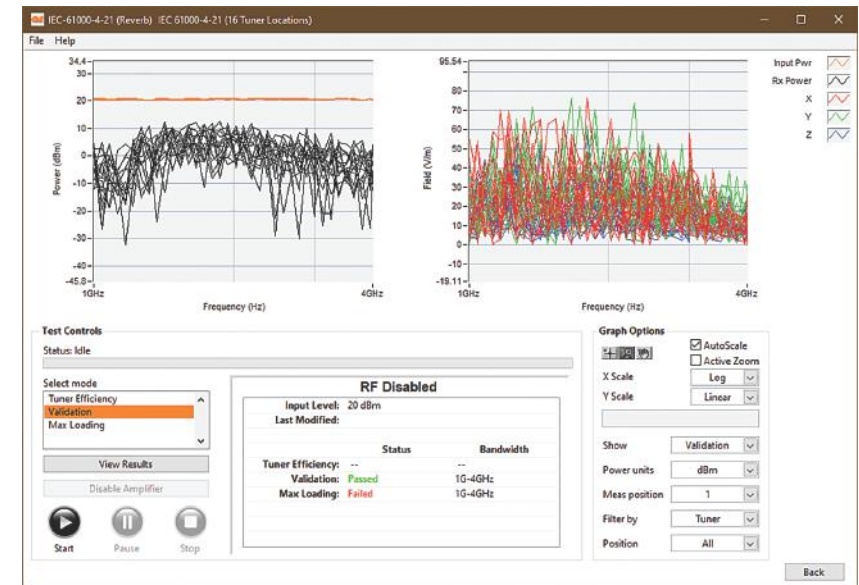 IEC-61000-4-21 (Reverb) IEC 61000-4-21 (16 Tuner Locations)
File Help
34.4
30
20
10
0
-10
-20
-30
-40
-45.8
Power (dBm)
1GHz 4GHz
Frequency (Hz)
95.54
80
70
60
50
40
30
20
10
0
-10
-19.11
Field (V/m)
1GHz 4GHz
Frequency (Hz)
Input Pwr
Rx Power
X
Y
Z
Test Controls
Status: Idle
Select mode
Tuner Efficiency
Validation
Max Loading
View Results
Disable Amplifier
Start Pause Stop
RF Disabled
Input Level: 20 dBm
Last Modified:
Status Bandwidth
Tuner Efficiency: -- --
Validation: Passed 1G-4GHz
Max Loading: Failed 1G-4GHz
Graph Options
AutoScale
Active Zoom
X Scale Log
Y Scale Linear
Show Validation
Power units dBm
Meas position 1
Filter by Tuner
Position All
Back